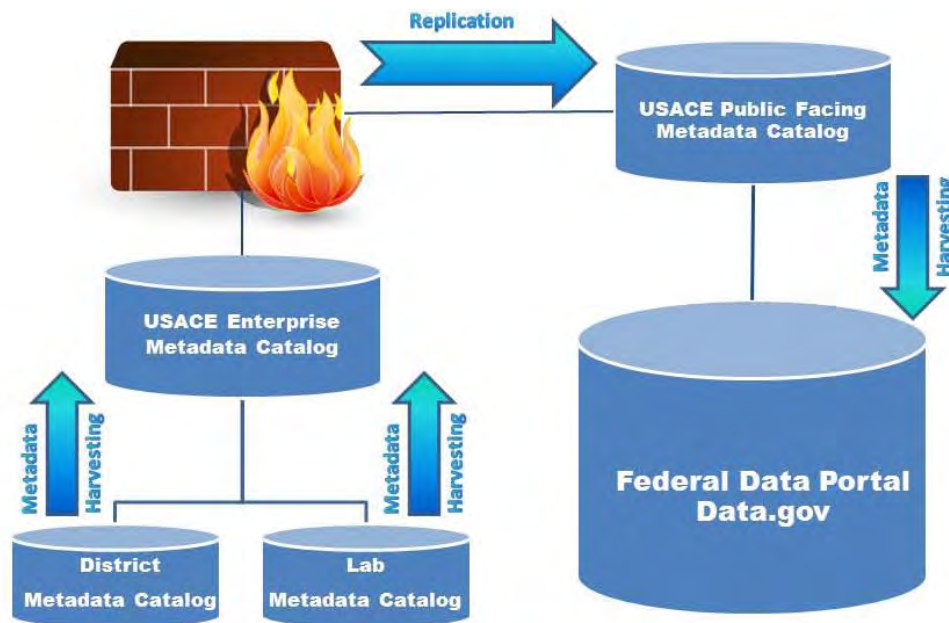 Replication
USACE Public Facing
Metadata Catalog
Metadata
Harvesting
USACE Enterprise
Metadata Catalog
Metadata
Harvesting
Metadata
Harvesting
Federal Data Portal
Data.gov
District
Metadata Catalog
Lab
Metadata Catalog